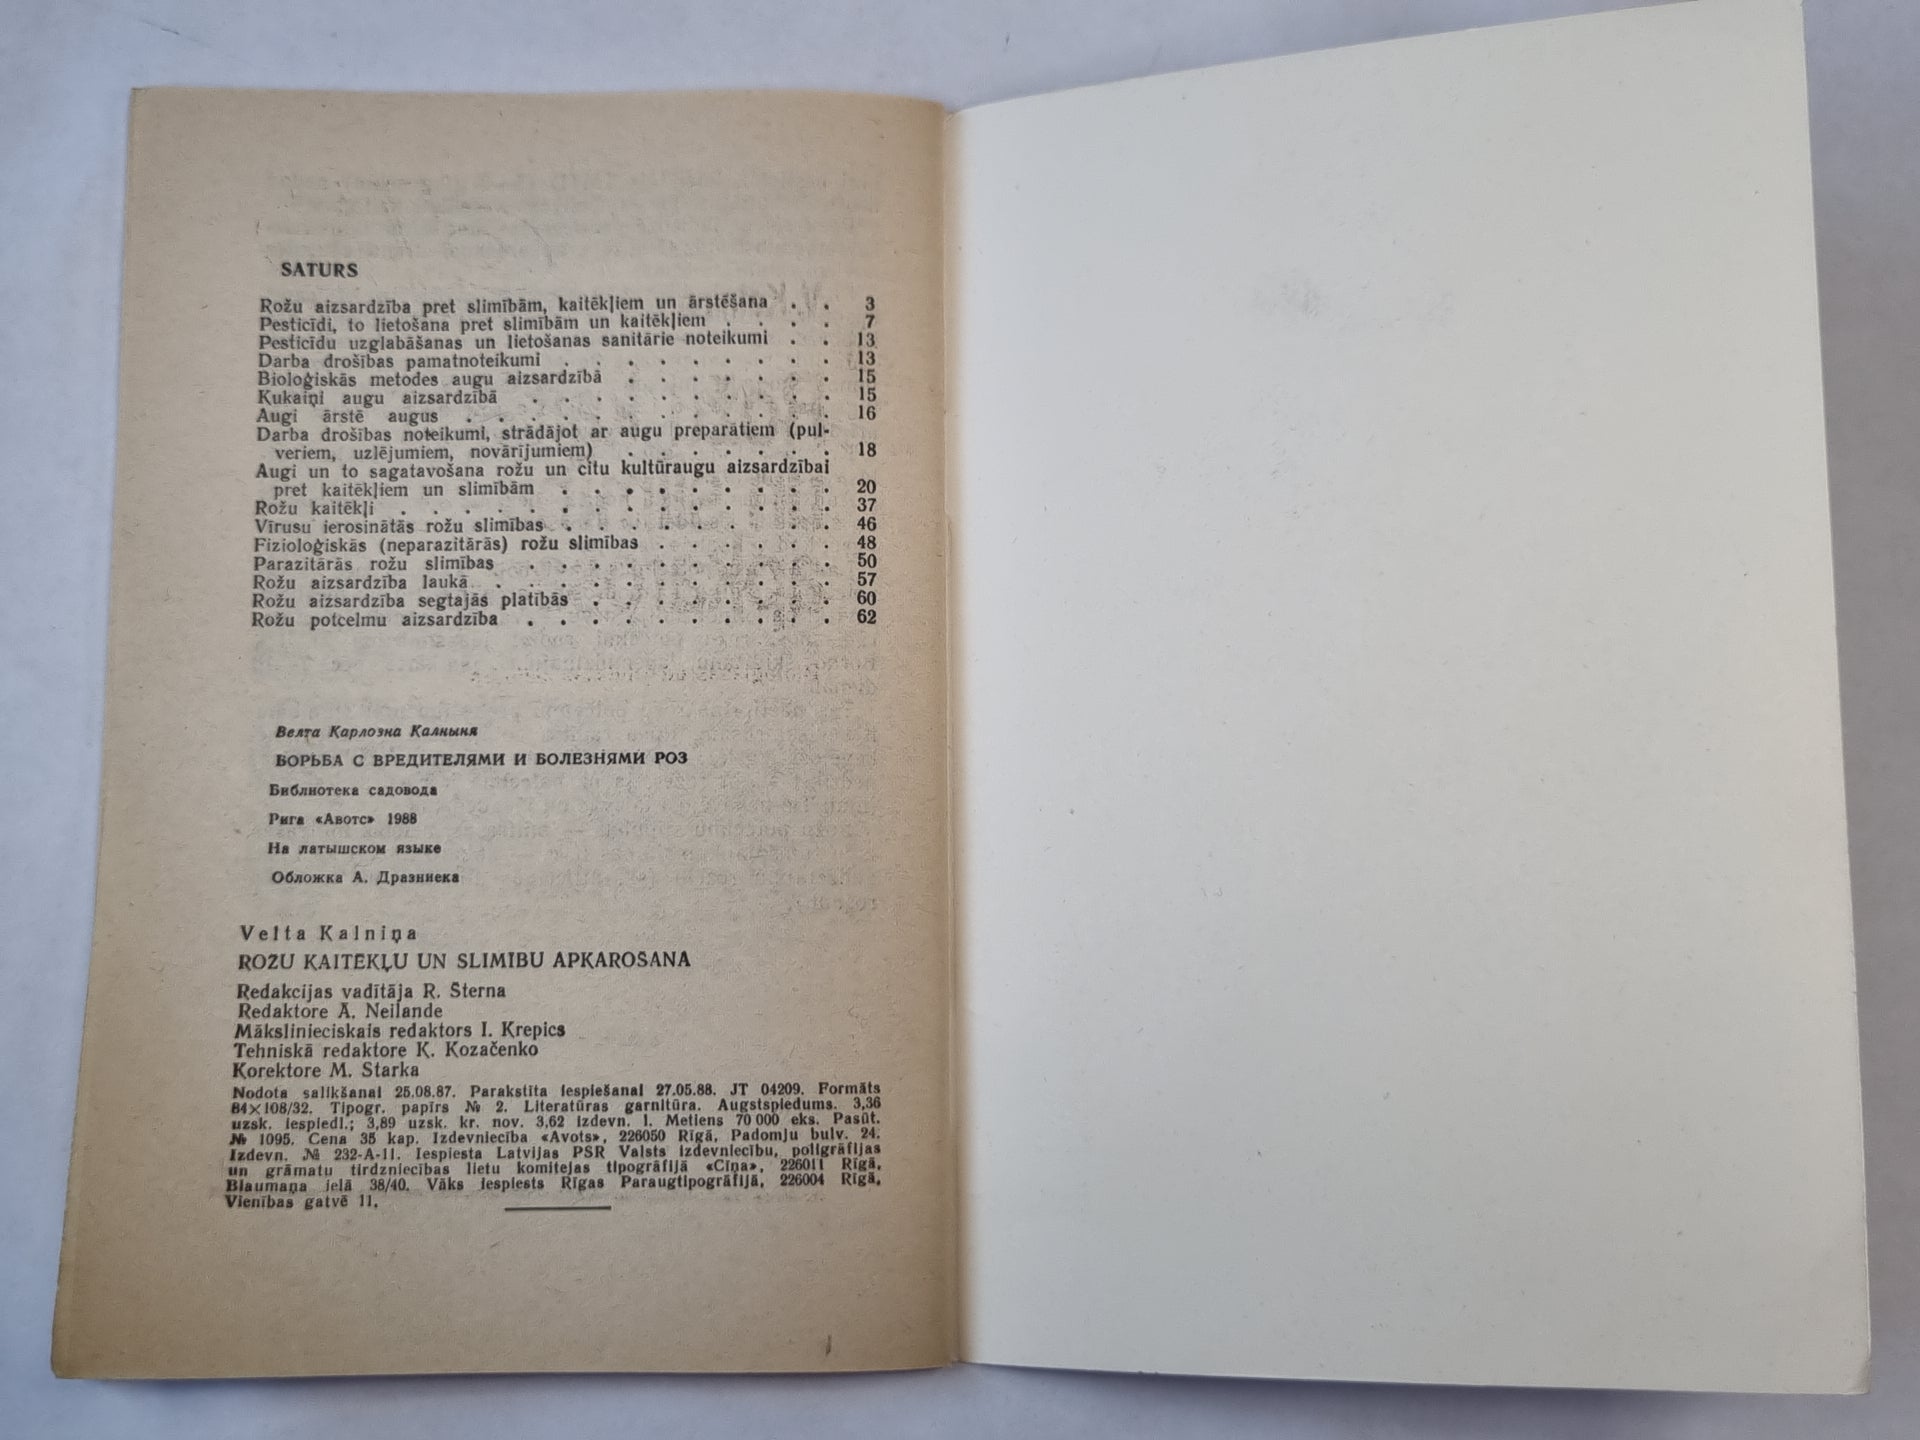 SATURS
Rožu aizsardzība pret slimībām, kaitēkļiem un ārstēšana . . 3
Pesticīdi, to lietošana pret slimībām un kaitēkļiem . . . . 7
Pesticīdu uzglabāšanas un lietošanas sanitārie noteikumi . . 13
Darba drošības pamatnoteikumi . . . . . . . . . 13
Bioloģiskās metodes augu aizsardzībā . . . . . . . 15
Kukaiņi augu aizsardzībā . . . . . . . . . . 15
Augi ārstē augus . . . . . . . . . . . . 16
Darba drošības noteikumi, strādājot ar augu preparātiem (pul-
veriem, uzlējumiem, novārījumiem) . . . . . . . 18
Augi un to sagatavošana rožu un citu kultūraugu aizsardzībai
pret kaitēkļiem un slimībām . . . . . . . . . 20
Rožu kaitēkļi . . . . . . . . . . . . . . 37
Vīrusu ierosinātās rožu slimības . . . . . . . . . 46
Fizioloģiskās (neparazitārās) rožu slimības . . . . . . 48
Parazitārās rožu slimības . . . . . . . . . . 50
Rožu aizsardzība laukā . . . . . . . . . . . 57
Rožu aizsardzība segtajās platībās . . . . . . . . 60
Rožu potcelmu aizsardzība . . . . . . . . . . 62
Велта Карлозна Калныня
БОРЬБА С ВРЕДИТЕЛЯМИ И БОЛЕЗНЯМИ РОЗ
Библиотека садовода
Рига «Авотс» 1988
На латышском языке
Обложка А. Дразниека
Velta Kalniņa
ROŽU KAITĒKĻU UN SLIMĪBU APKAROŠANA
Redakcijas vadītāja R. Šterna
Redaktore Ā. Neilande
Mākslinieciskais redaktors I. Krepics
Tehniskā redaktore K. Kozačenko
Korektore M. Starka
Nodota salikšanai 25.08.87. Parakstīta iespiešanai 27.05.88. JT 04209. Formāts
84×108/32. Tipogr. papīrs № 2. Literatūras garnitūra. Augstspiedums. 3,36
uzsk. iespiedl.; 3,89 uzsk. kr. nov. 3,62 izdevn. l. Metiens 70 000 eks. Pasūt.
№ 1095. Cena 35 kap. Izdevniecība «Avots», 226050 Rīgā, Padomju bulv. 24.
Izdevn. № 232-A-11. Iespiesta Latvijas PSR Valsts izdevniecību, poligrāfijas
un grāmatu tirdzniecības lietu komitejas tipogrāfijā «Cīņa», 226011 Rīgā,
Blaumaņa ielā 38/40. Vāks iespiests Rīgas Paraugtipogrāfijā, 226004 Rīgā,
Vienības gatvē 11.